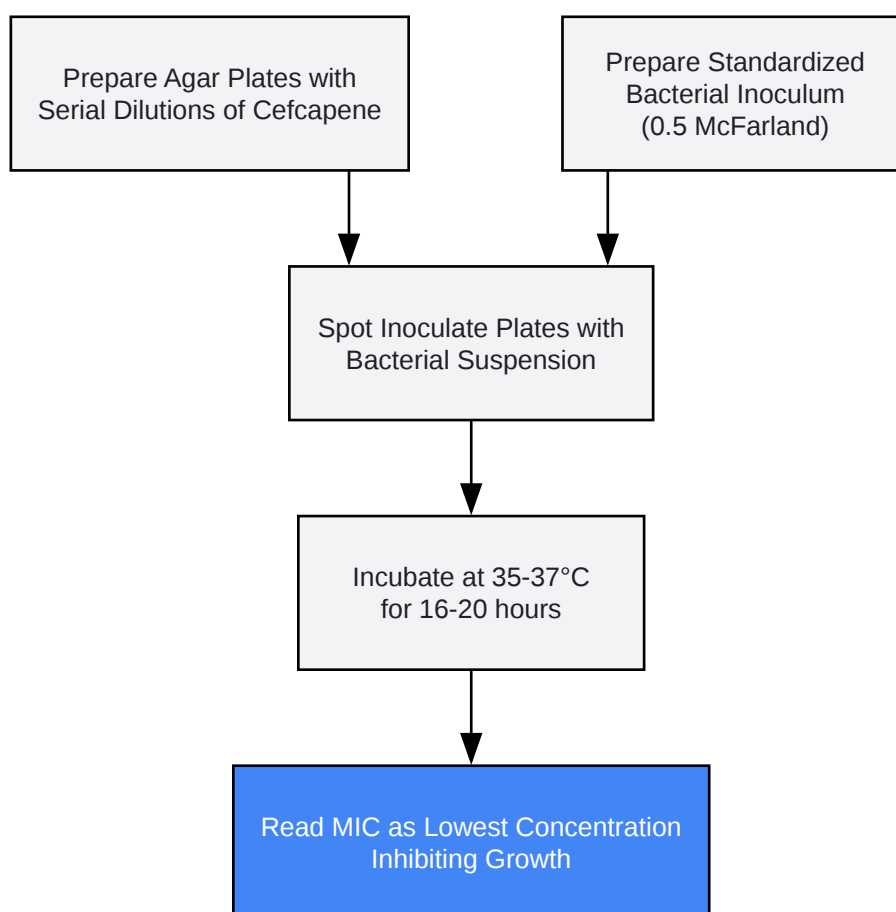 Prepare Agar Plates with
Serial Dilutions of Cefcapene
Prepare Standardized
Bacterial Inoculum
(0.5 McFarland)
Spot Inoculate Plates with
Bacterial Suspension
Incubate at 35-37°C
for 16-20 hours
Read MIC as Lowest Concentration
Inhibiting Growth